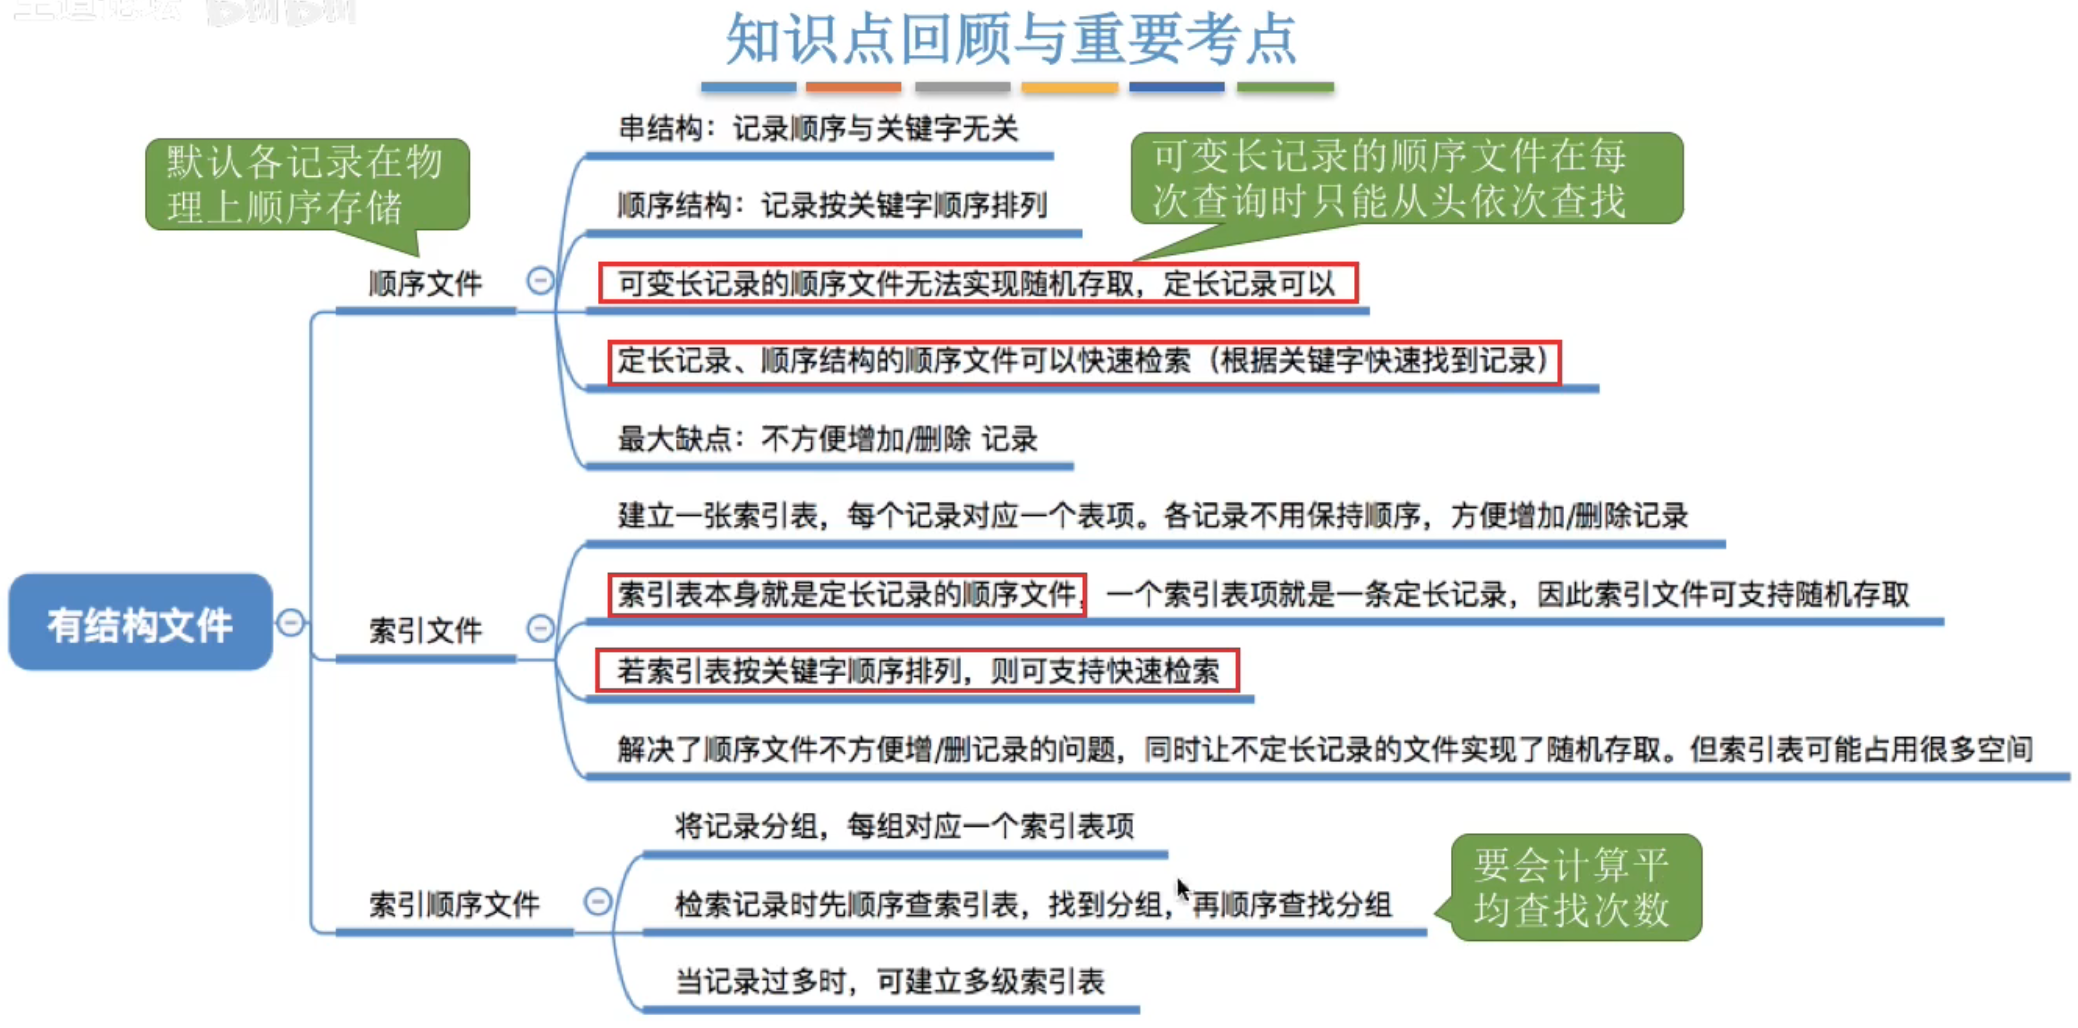 知识点回顾与重要考点
默认各记录在物
理上顺序存储
串结构：记录顺序与关键字无关
可变长记录的顺序文件在每
次查询时只能从头依次查找
顺序结构：记录按关键字顺序排列
顺序文件
可变长记录的顺序文件无法实现随机存取，定长记录可以
定长记录、顺序结构的顺序文件可以快速检索（根据关键字快速找到记录）
最大缺点：不方便增加/删除 记录
有结构文件
索引文件
建立一张索引表，每个记录对应一个表项。各记录不用保持顺序，方便增加/删除记录
索引表本身就是定长记录的顺序文件，一个索引表项就是一条定长记录，因此索引文件可支持随机存取
若索引表按关键字顺序排列，则可支持快速检索
解决了顺序文件不方便增/删记录的问题，同时让不定长记录的文件实现了随机存取。但索引表可能占用很多空间
索引顺序文件
将记录分组，每组对应一个索引表项
检索记录时先顺序查索引表，找到分组，再顺序查找分组
要会计算平
均查找次数
当记录过多时，可建立多级索引表